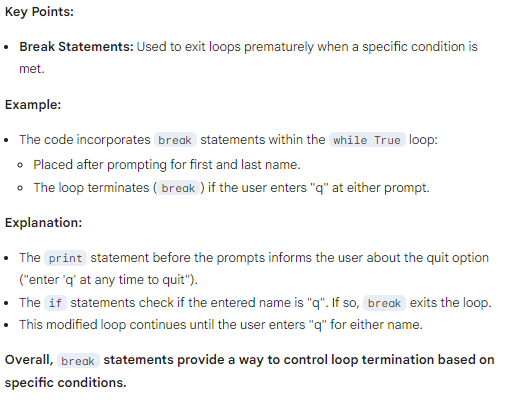 Key Points:
• Break Statements: Used to exit loops prematurely when a specific condition is
met.
Example:
• The code incorporates break statements within the while True loop:
◦ Placed after prompting for first and last name.
◦ The loop terminates ( break ) if the user enters "q" at either prompt.
Explanation:
• The print statement before the prompts informs the user about the quit option
("enter 'q' at any time to quit").
• The if statements check if the entered name is "q". If so, break exits the loop.
• This modified loop continues until the user enters "q" for either name.
Overall, break statements provide a way to control loop termination based on
specific conditions.